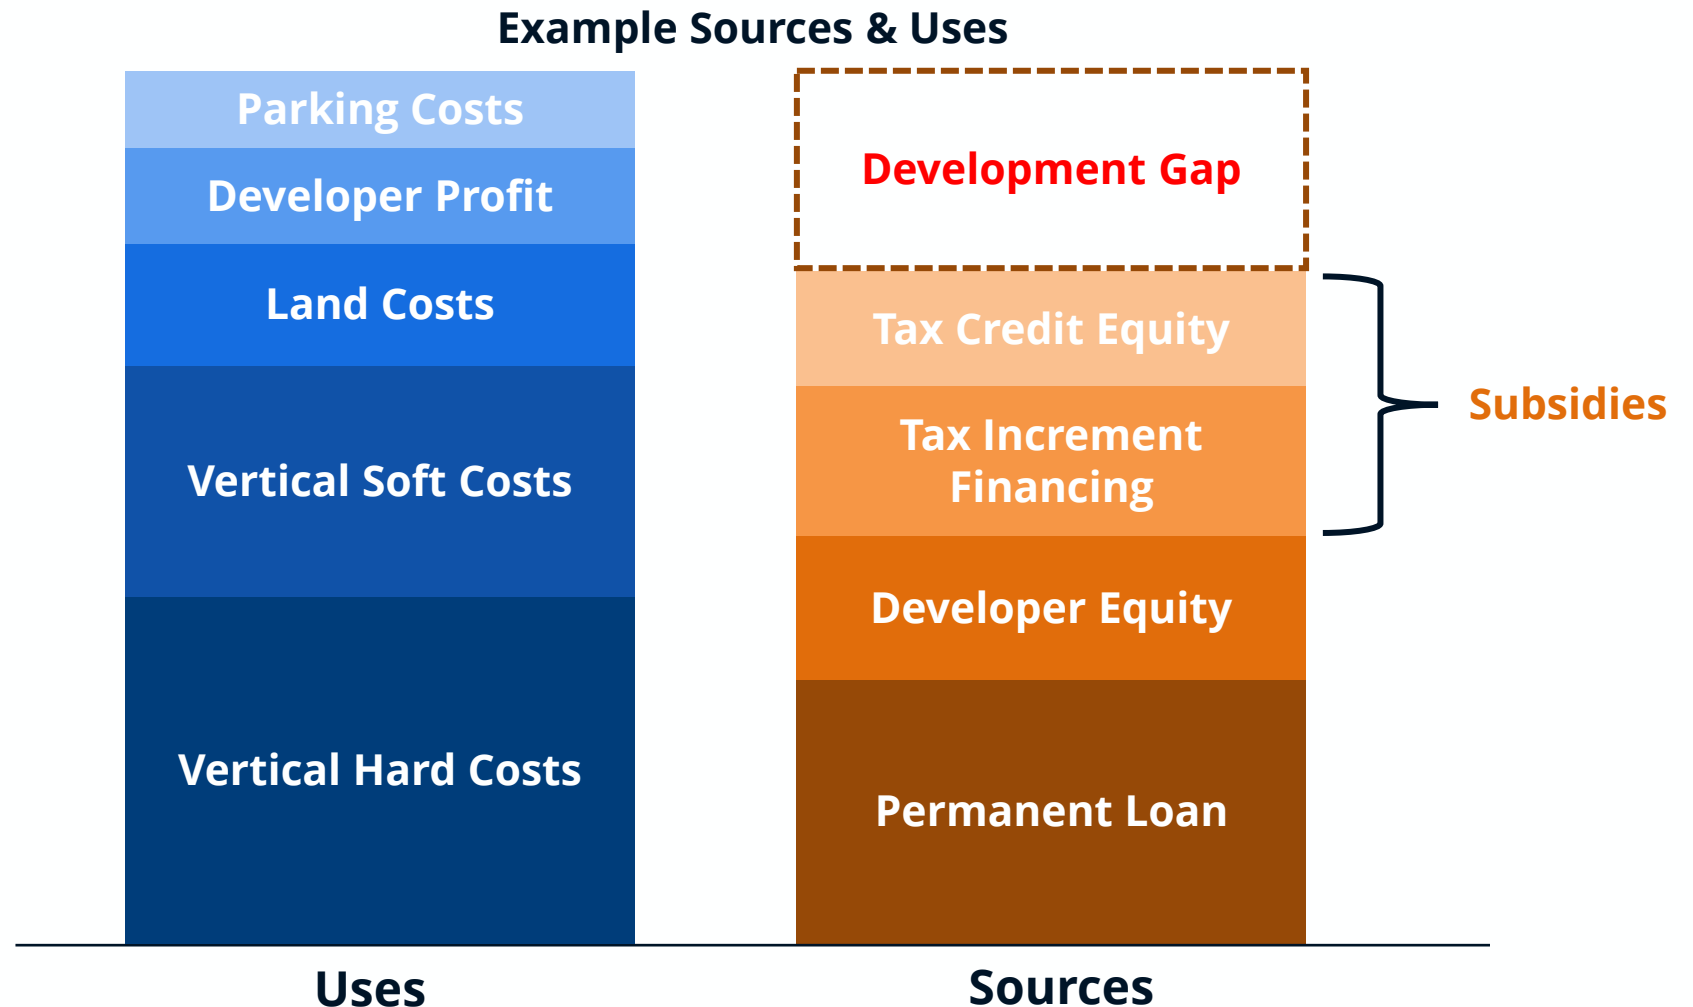 Example Sources & Uses
Parking Costs
Developer Profit
Land Costs
Vertical Soft Costs
Vertical Hard Costs
Uses
Development Gap
Tax Credit Equity
Tax Increment
Financing
Developer Equity
Permanent Loan
Sources
Subsidies